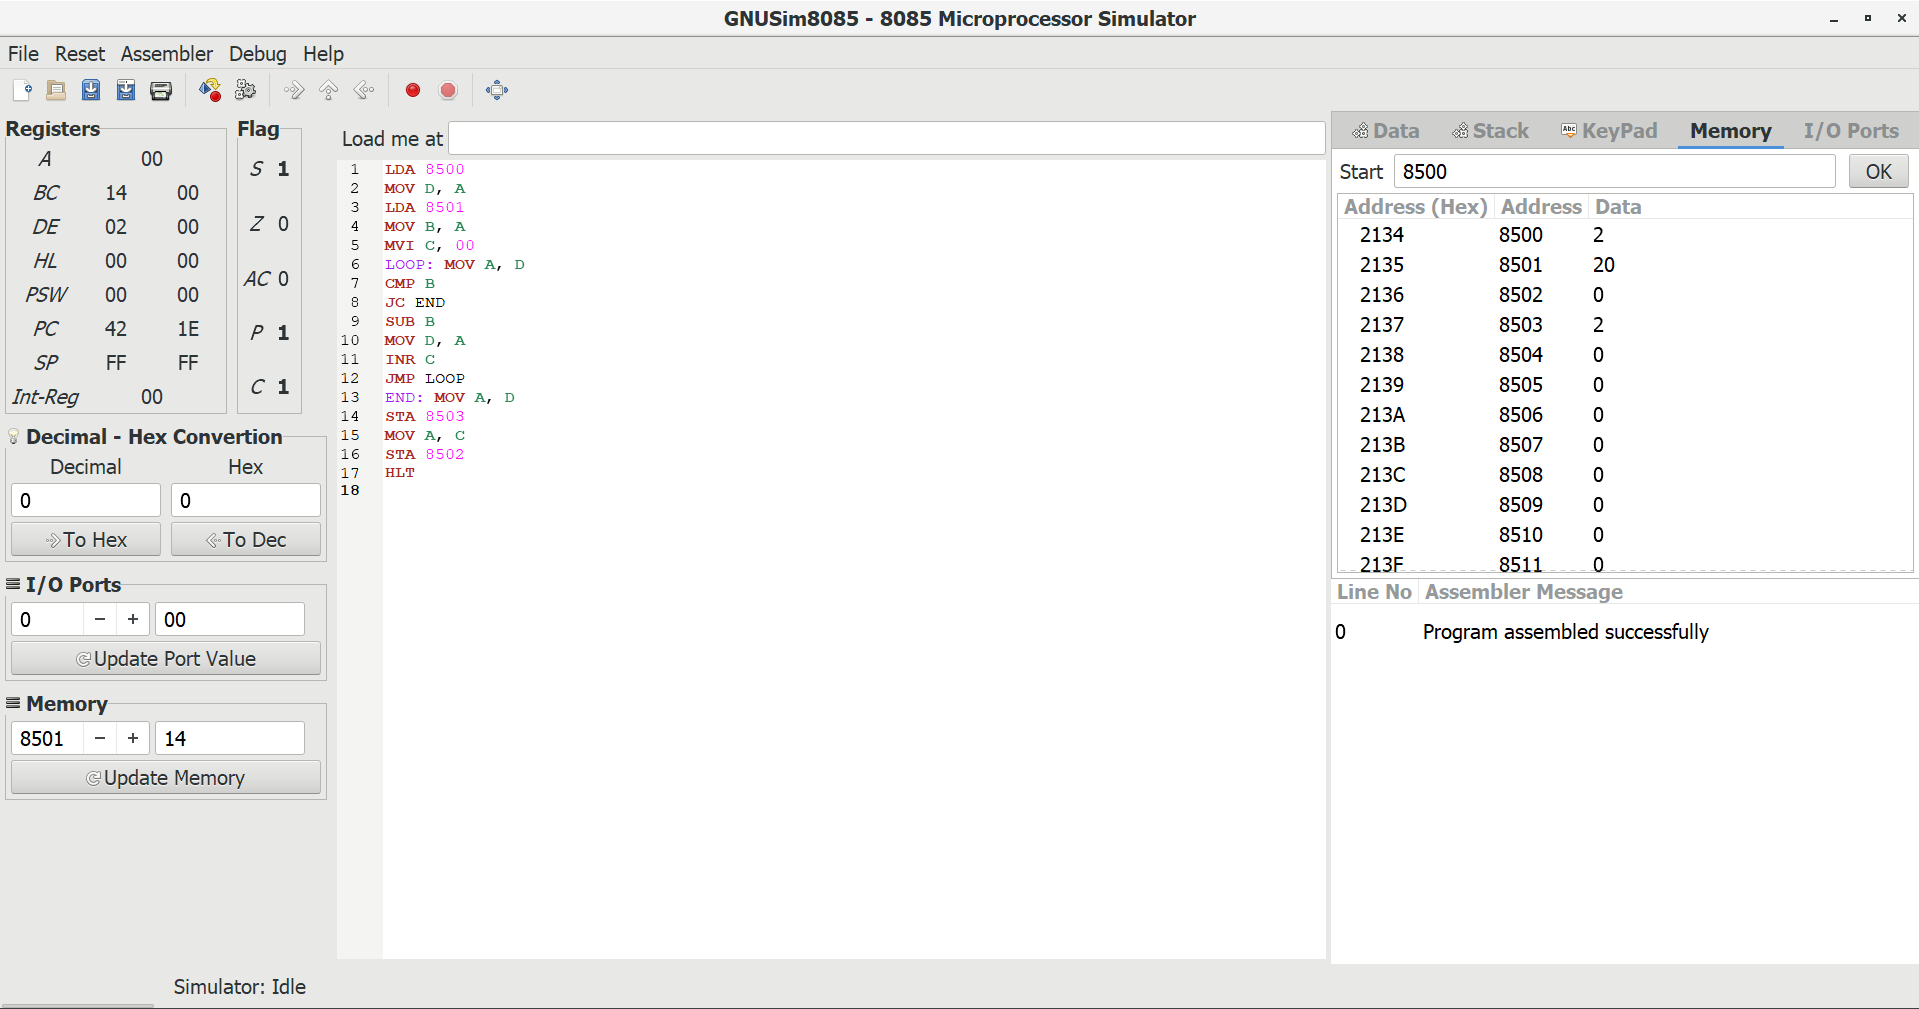 GNUSim8085 - 8085 Microprocessor Simulator
File Reset Assembler Debug Help
Registers
A 00
BC 14 00
DE 02 00
HL 00 00
PSW 00 00
PC 42 1E
SP FF FF
Int-Reg 00
Flag
S 1
Z 0
AC 0
P 1
C 1
Decimal - Hex Convertion
Decimal Hex
0 0
To Hex To Dec
I/O Ports
0 − + 00
Update Port Value
Memory
8501 − + 14
Update Memory
Load me at
1 LDA 8500
2 MOV D, A
3 LDA 8501
4 MOV B, A
5 MVI C, 00
6 LOOP: MOV A, D
7 CMP B
8 JC END
9 SUB B
10 MOV D, A
11 INR C
12 JMP LOOP
13 END: MOV A, D
14 STA 8503
15 MOV A, C
16 STA 8502
17 HLT
18
Data Stack Abc KeyPad Memory I/O Ports
Start 8500 OK
Address (Hex) Address Data
2134 8500 2
2135 8501 20
2136 8502 0
2137 8503 2
2138 8504 0
2139 8505 0
213A 8506 0
213B 8507 0
213C 8508 0
213D 8509 0
213E 8510 0
213F 8511 0
Line No Assembler Message
0 Program assembled successfully
Simulator: Idle